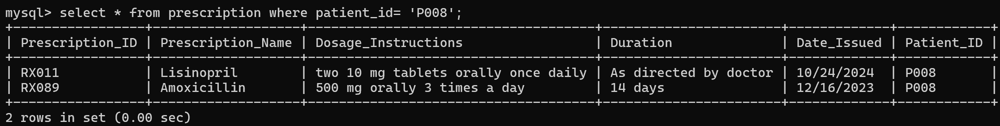 mysql> select * from prescription where patient_id= 'P008';
+-----------------+-------------------+-------------------------------------+-----------------------+-------------+------------+
| Prescription_ID | Prescription_Name | Dosage_Instructions                 | Duration              | Date_Issued | Patient_ID |
+-----------------+-------------------+-------------------------------------+-----------------------+-------------+------------+
| RX011           | Lisinopril        | two 10 mg tablets orally once daily | As directed by doctor | 10/24/2024  | P008       |
| RX089           | Amoxicillin       | 500 mg orally 3 times a day         | 14 days               | 12/16/2023  | P008       |
+-----------------+-------------------+-------------------------------------+-----------------------+-------------+------------+
2 rows in set (0.00 sec)